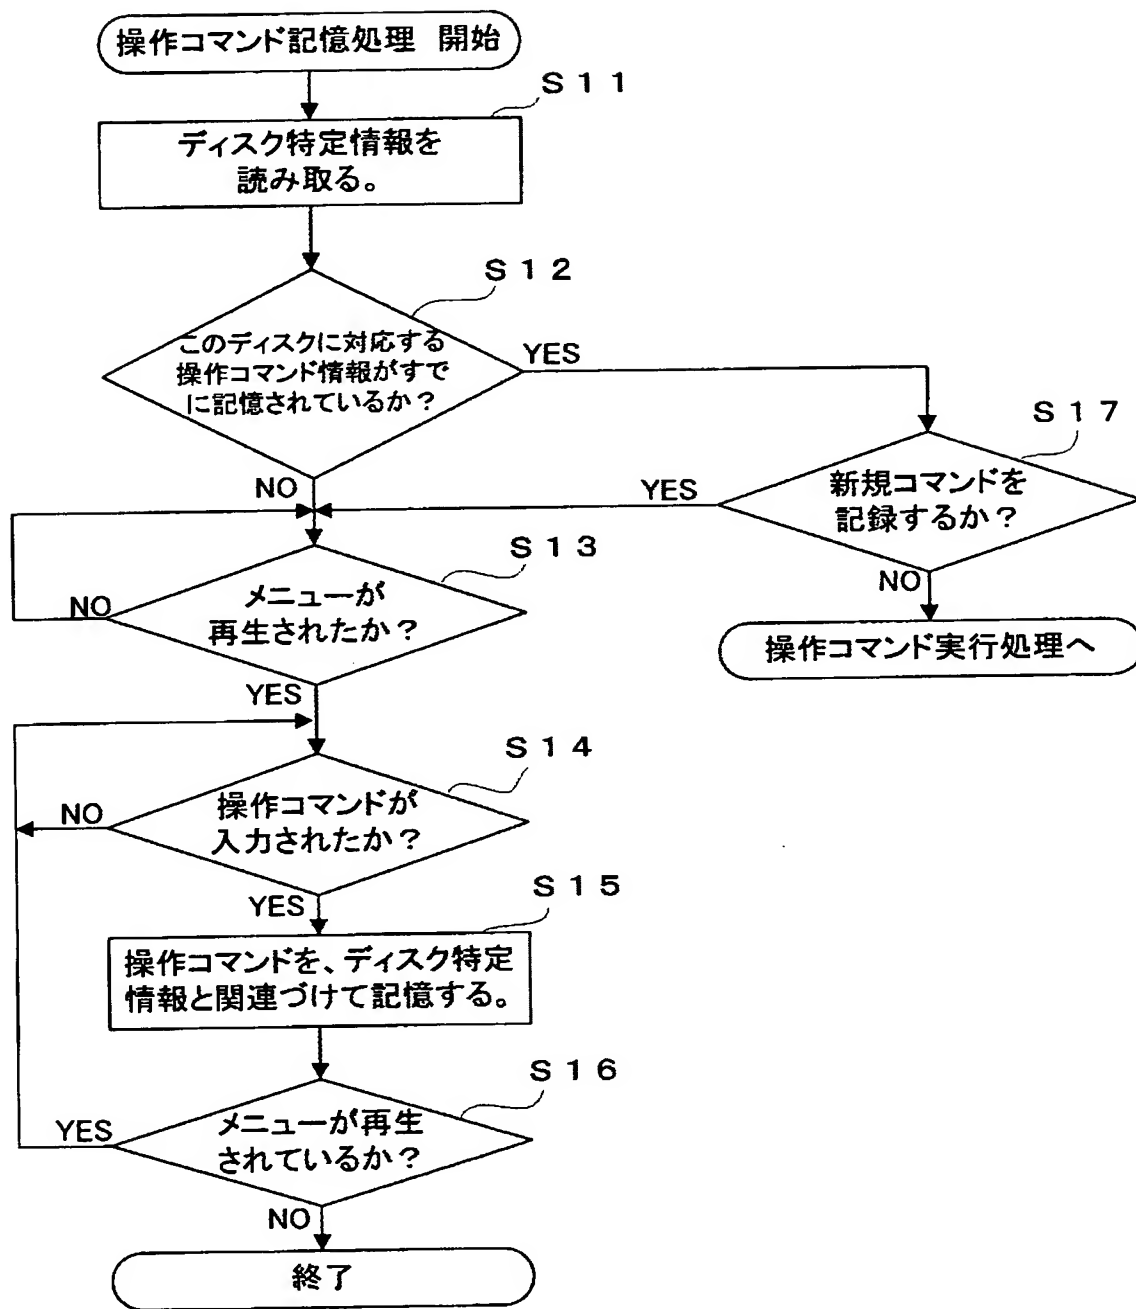 操作コマンド記憶処理 開始
S11
ディスク特定情報を
読み取る。
S12
このディスクに対応する
操作コマンド情報がすで
に記憶されているか?
YES
NO
S17
新規コマンドを
記録するか?
YES
NO
操作コマンド実行処理へ
S13
メニューが
再生されたか?
NO
YES
S14
操作コマンドが
入力されたか?
NO
YES
S15
操作コマンドを、ディスク特定
情報と関連づけて記憶する。
S16
メニューが再生
されているか?
YES
NO
終了